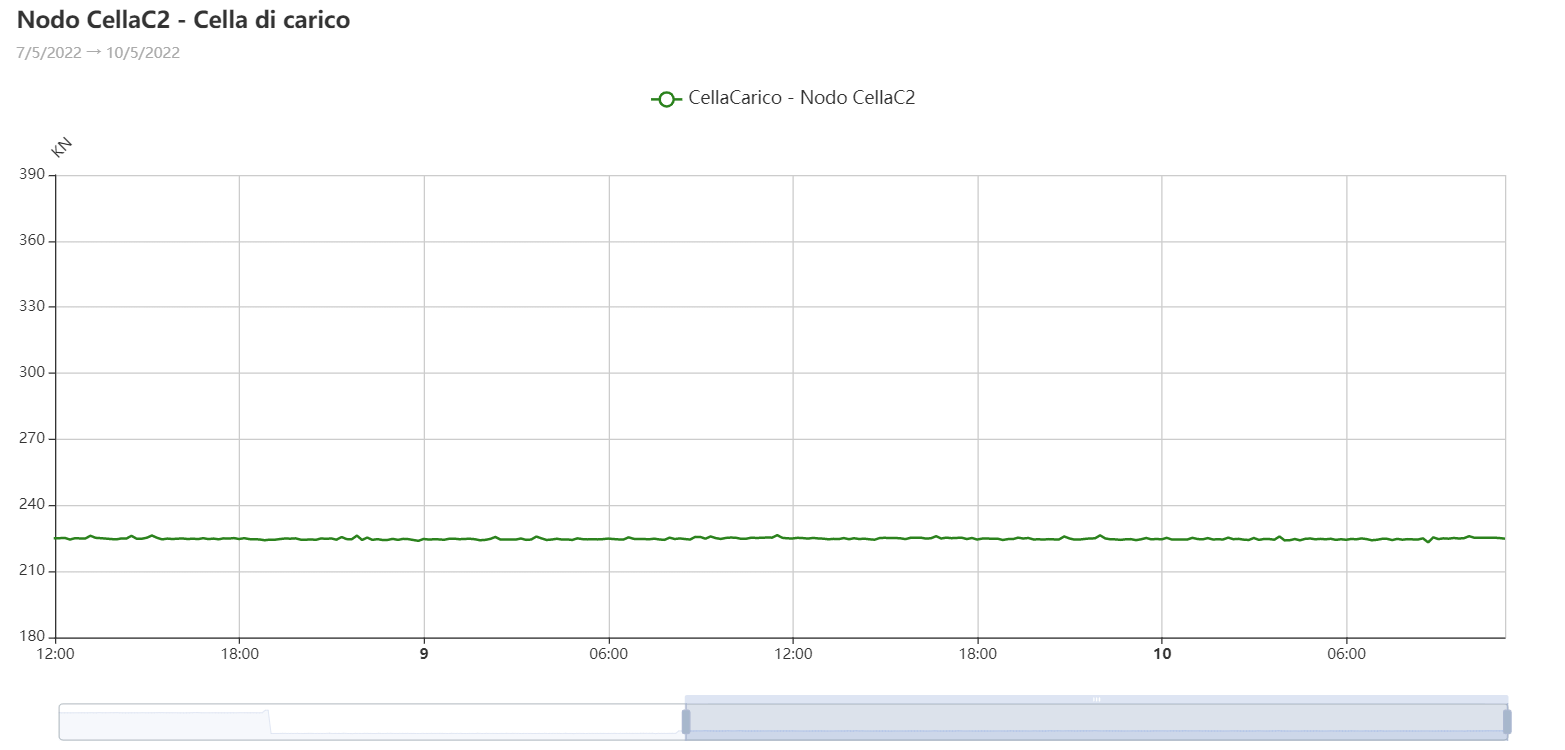 Nodo CellaC2 - Cella di carico
7/5/2022 → 10/5/2022
CellaCarico - Nodo CellaC2
KN
390
360
330
300
270
240
210
180
12:00 18:00 9 06:00 12:00 18:00 10 06:00